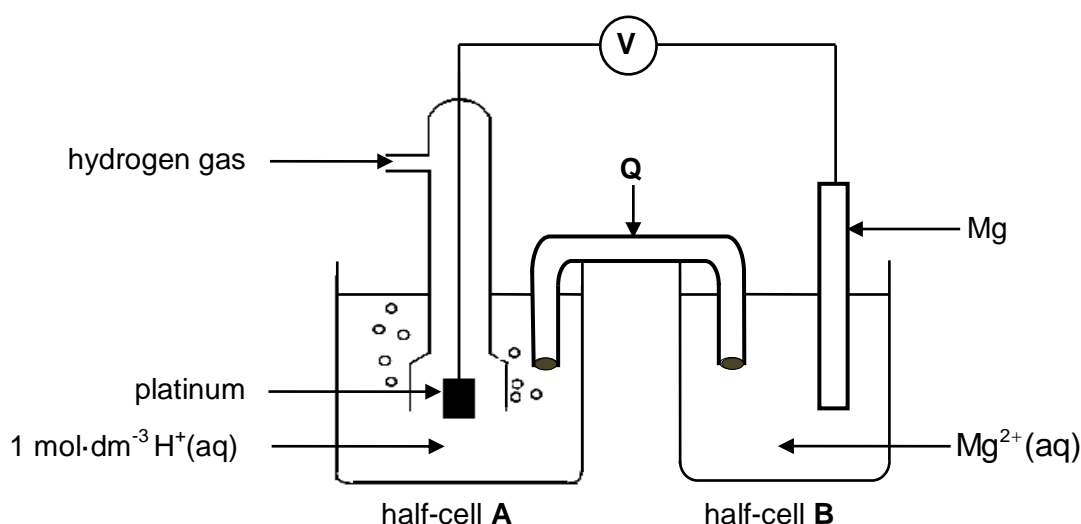 V
hydrogen gas
Q
Mg
platinum
1 mol·dm⁻³ H⁺(aq)
Mg²⁺(aq)
half-cell A
half-cell B